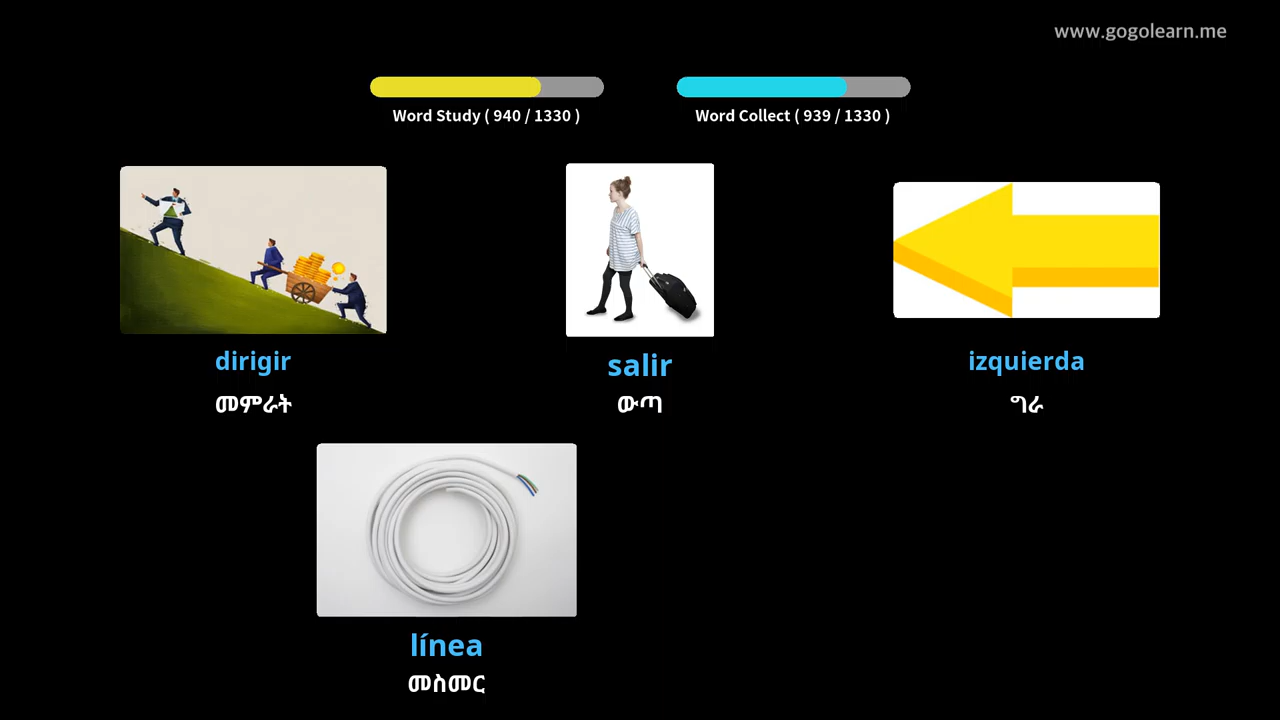 www.gogolearn.me
Word Study ( 940 / 1330 )
Word Collect ( 939 / 1330 )
dirigir
መምራት
salir
ውጣ
izquierda
ግራ
línea
መስመር